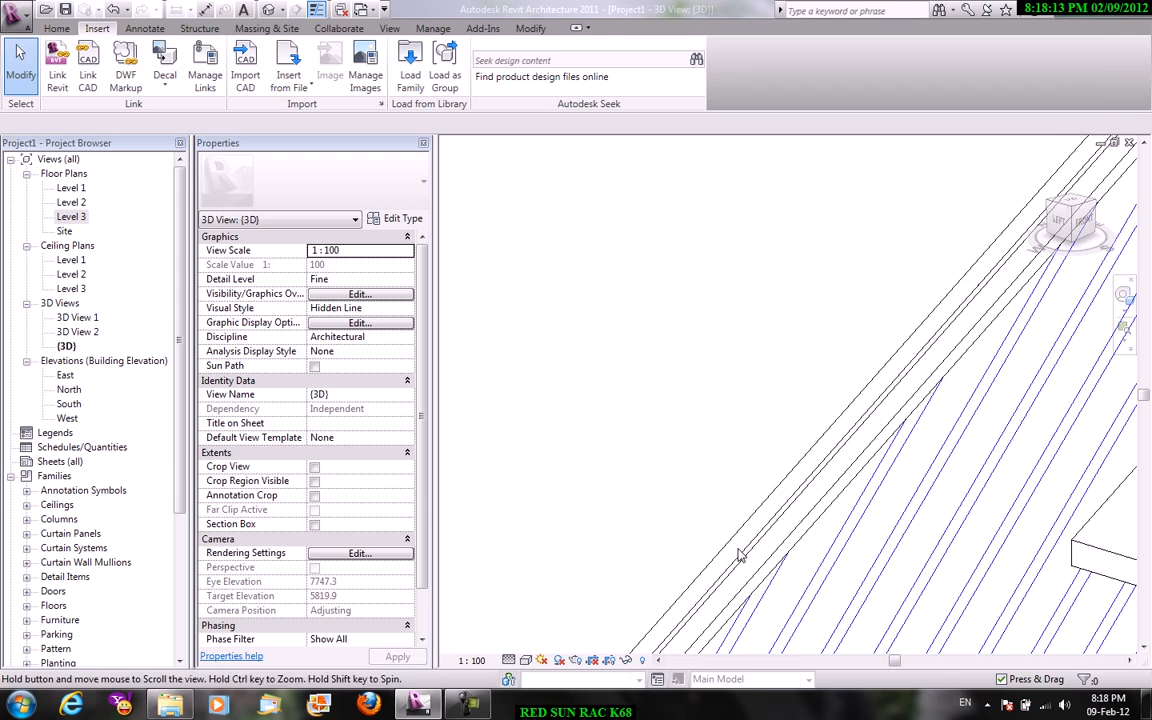 Autodesk Revit Architecture 2011 - [Project1 - 3D View: {3D}]
Type a keyword or phrase
8:18:13 PM 02/09/2012
Home Insert Annotate Structure Massing & Site Collaborate View Manage Add-Ins Modify
Modify
Link Revit
Link CAD
DWF Markup
Decal
Manage Links
Import CAD
Insert from File
Image
Manage Images
Load Family
Load as Group
Seek design content
Find product design files online
Select Link Import Load from Library Autodesk Seek
Project1 - Project Browser
Views (all)
Floor Plans
Level 1
Level 2
Level 3
Site
Ceiling Plans
Level 1
Level 2
Level 3
3D Views
3D View 1
3D View 2
{3D}
Elevations (Building Elevation)
East
North
South
West
Legends
Schedules/Quantities
Sheets (all)
Families
Annotation Symbols
Ceilings
Columns
Curtain Panels
Curtain Systems
Curtain Wall Mullions
Detail Items
Doors
Floors
Furniture
Parking
Pattern
Planting
Properties
3D View: {3D} Edit Type
Graphics
View Scale 1 : 100
Scale Value 1: 100
Detail Level Fine
Visibility/Graphics Ov... Edit...
Visual Style Hidden Line
Graphic Display Opti... Edit...
Discipline Architectural
Analysis Display Style None
Sun Path
Identity Data
View Name {3D}
Dependency Independent
Title on Sheet
Default View Template None
Extents
Crop View
Crop Region Visible
Annotation Crop
Far Clip Active
Section Box
Camera
Rendering Settings Edit...
Perspective
Eye Elevation 7747.3
Target Elevation 5819.9
Camera Position Adjusting
Phasing
Phase Filter Show All
Properties help Apply
LEFT FRONT
1 : 100
Hold button and move mouse to Scroll the view. Hold Ctrl key to Zoom. Hold Shift key to Spin.
Main Model
Press & Drag
:0
EN
8:18 PM
09-Feb-12
RED SUN RAC K68